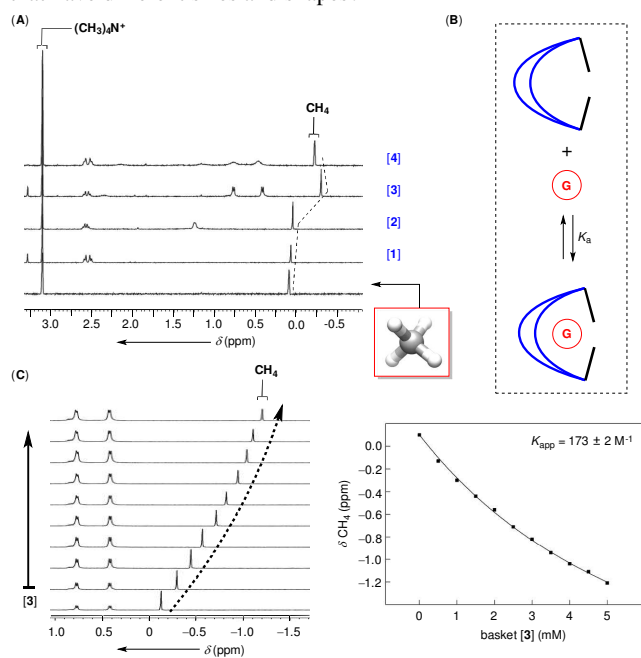 (A)
(CH3)4N+
CH4
[4]
[3]
[2]
[1]
3.0 2.5 2.0 1.5 1.0 0.5 0.0 -0.5
δ (ppm)
(B)
+
G
Ka
G
(C)
CH4
[3]
1.0 0.5 0 −0.5 −1.0 −1.5
δ (ppm)
Kapp = 173 ± 2 M-1
δ CH4 (ppm)
0.0
−0.2
−0.4
−0.6
−0.8
−1.0
−1.2
0 1 2 3 4 5
basket [3] (mM)